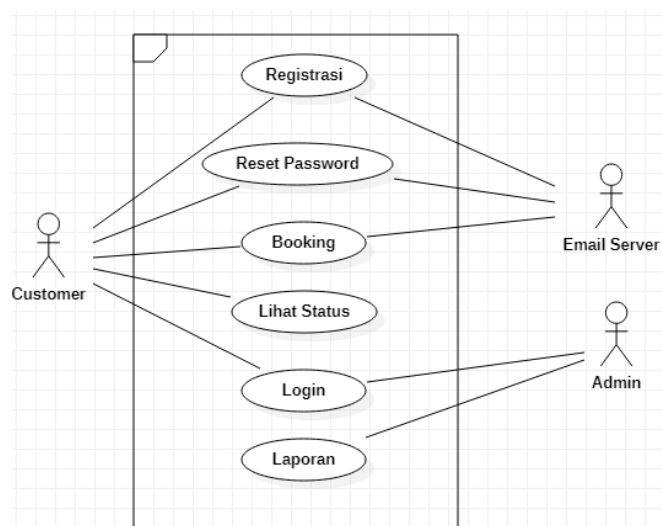 Registrasi
Reset Password
Booking
Email Server
Customer
Lihat Status
Login
Admin
Laporan